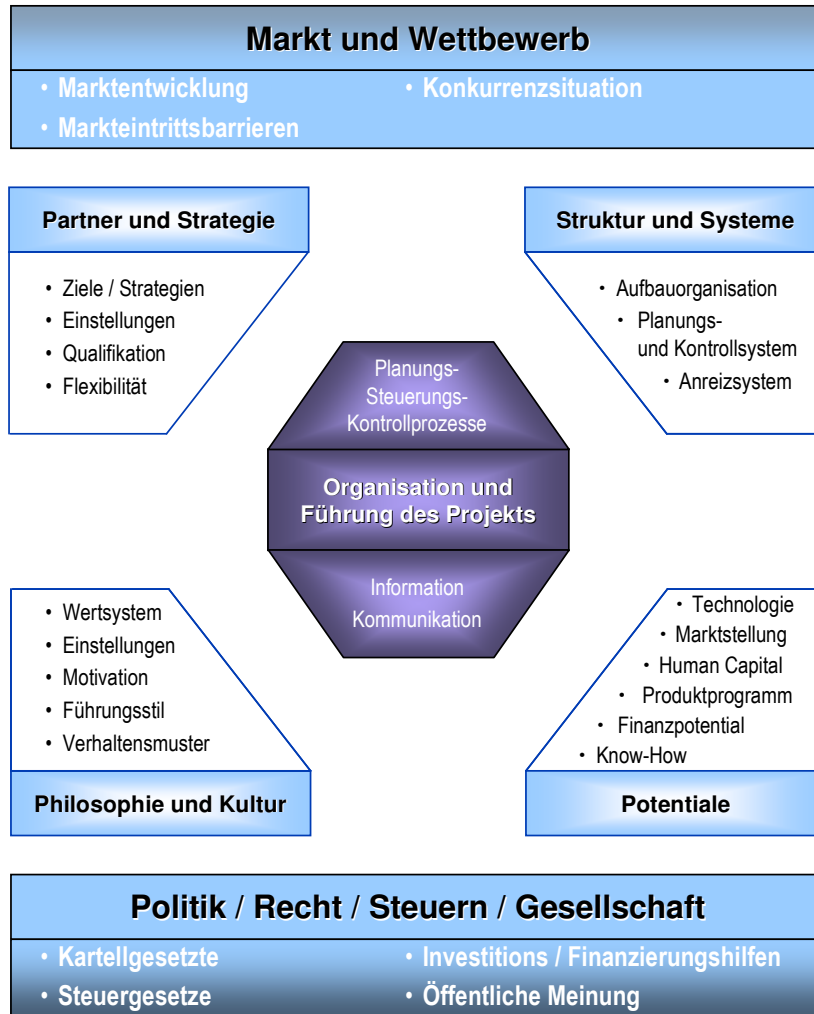 Markt und Wettbewerb
• Marktentwicklung
• Konkurrenzsituation
• Markteintrittsbarrieren
Partner und Strategie
• Ziele / Strategien
• Einstellungen
• Qualifikation
• Flexibilität
Struktur und Systeme
• Aufbauorganisation
• Planungs-
und Kontrollsystem
• Anreizsystem
Planungs-
Steuerungs-
Kontrollprozesse
Organisation und
Führung des Projekts
Information
Kommunikation
• Wertsystem
• Einstellungen
• Motivation
• Führungsstil
• Verhaltensmuster
Philosophie und Kultur
• Technologie
• Marktstellung
• Human Capital
• Produktprogramm
• Finanzpotential
• Know-How
Potentiale
Politik / Recht / Steuern / Gesellschaft
• Kartellgesetzte
• Investitions / Finanzierungshilfen
• Steuergesetze
• Öffentliche Meinung